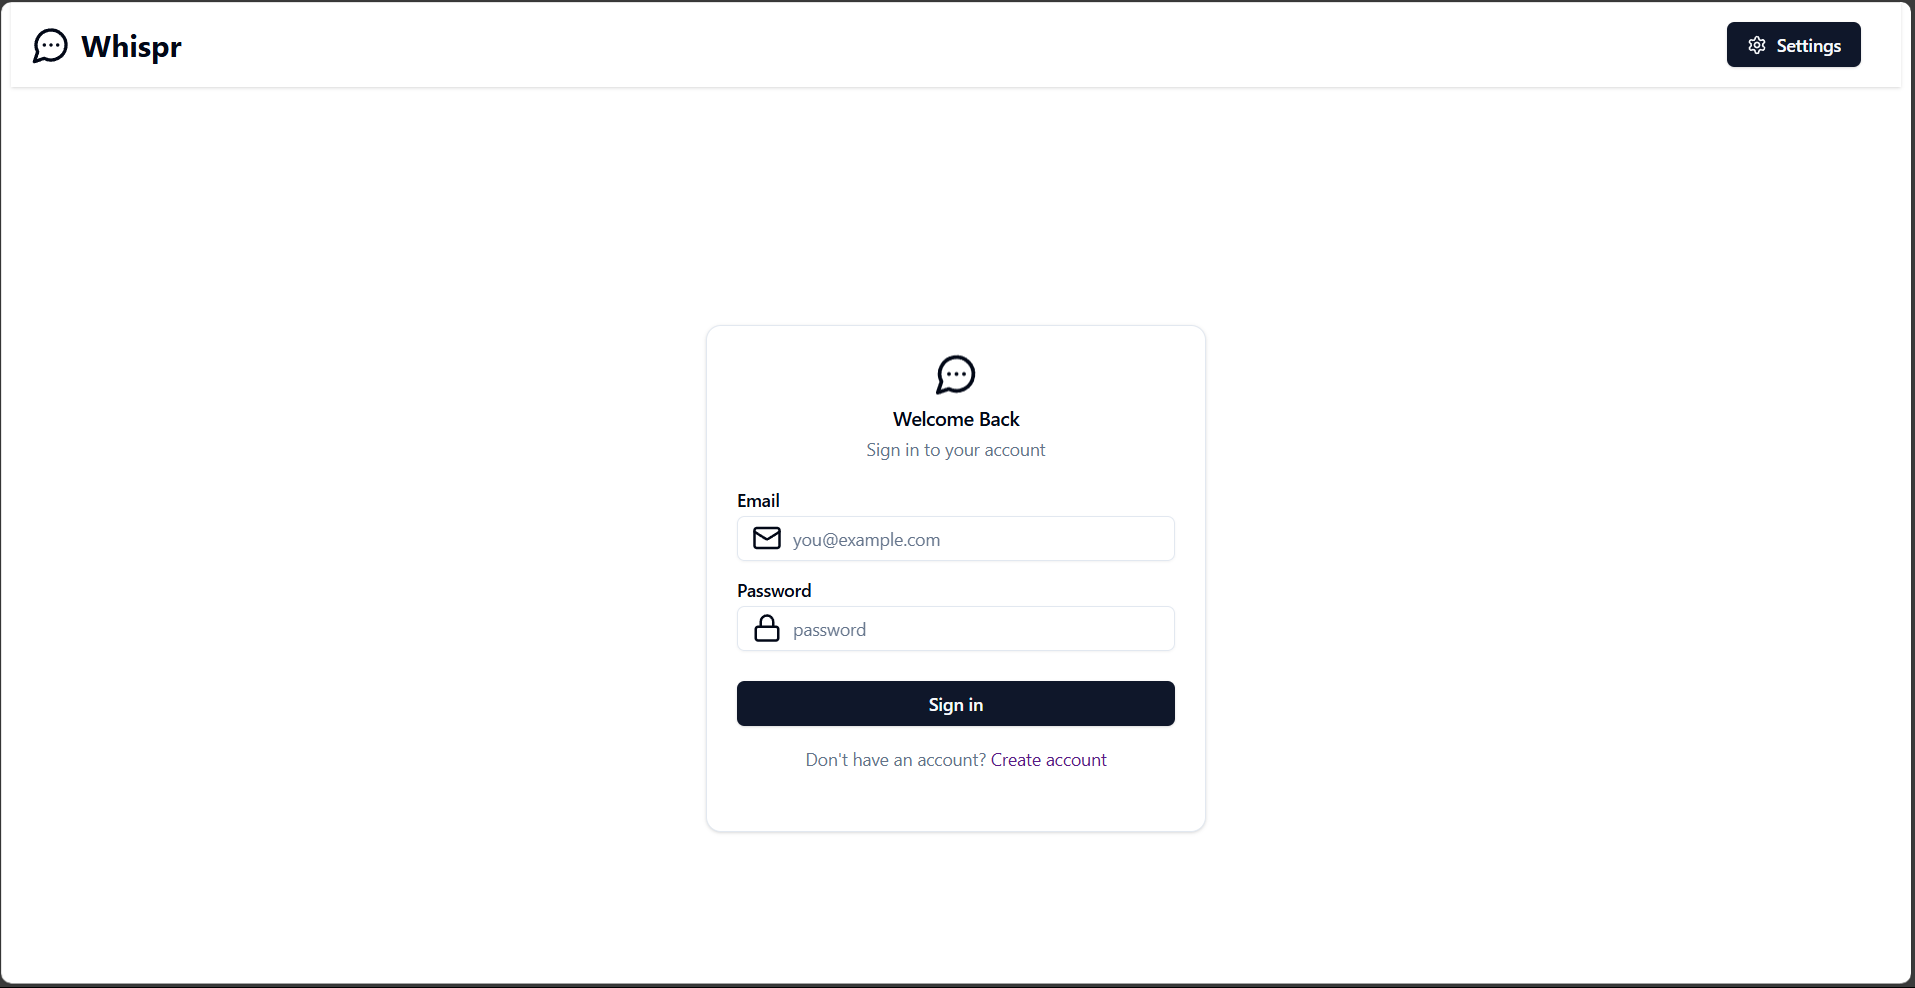 Whispr
Settings
Welcome Back
Sign in to your account
Email
you@example.com
Password
password
Sign in
Don't have an account? Create account